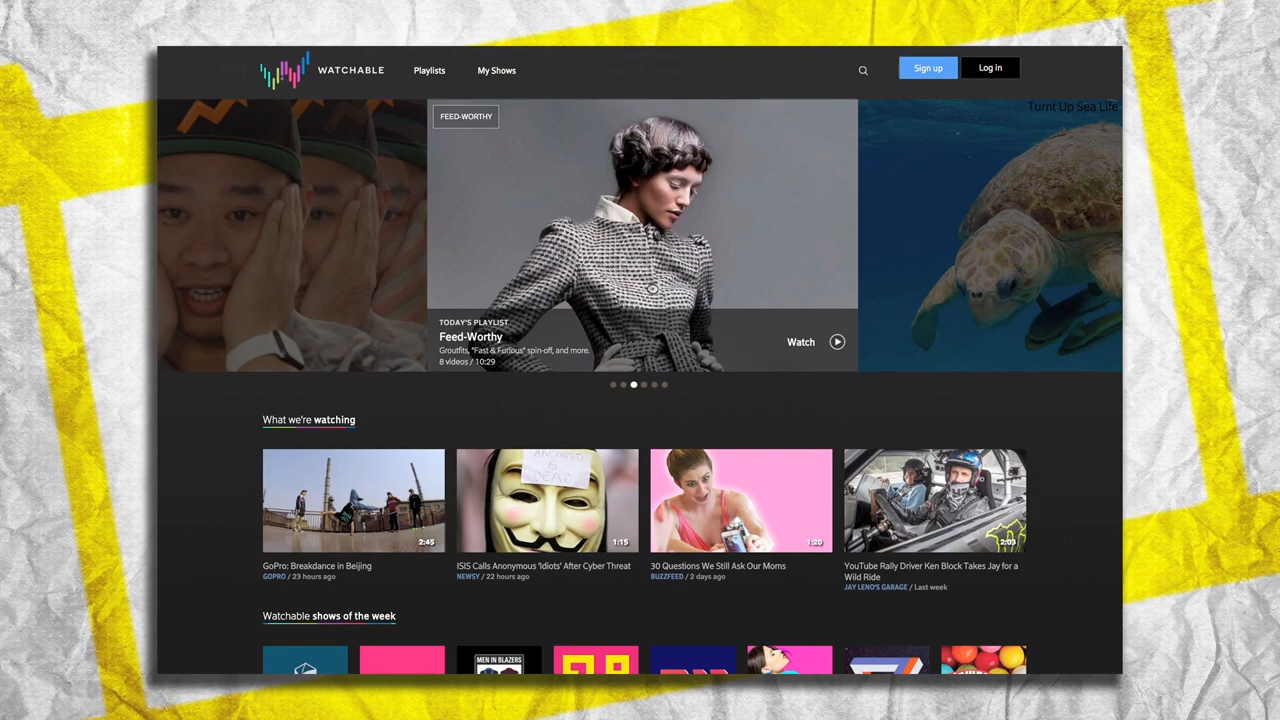 WATCHABLE
Playlists
My Shows
Sign up
Log in
FEED-WORTHY
Turnt Up Sea Life
TODAY'S PLAYLIST
Feed-Worthy
Groutfits, "Fast & Furious" spin-off, and more.
8 videos / 10:29
Watch
What we're watching
2:45
ANONYMOUS
IS
DEAD
1:15
1:20
2:03
GoPro: Breakdance in Beijing
GOPRO / 23 hours ago
ISIS Calls Anonymous 'Idiots' After Cyber Threat
NEWSY / 22 hours ago
30 Questions We Still Ask Our Moms
BUZZFEED / 2 days ago
YouTube Rally Driver Ken Block Takes Jay for a
Wild Ride
JAY LENO'S GARAGE / Last week
Watchable shows of the week
MEN IN BLAZERS